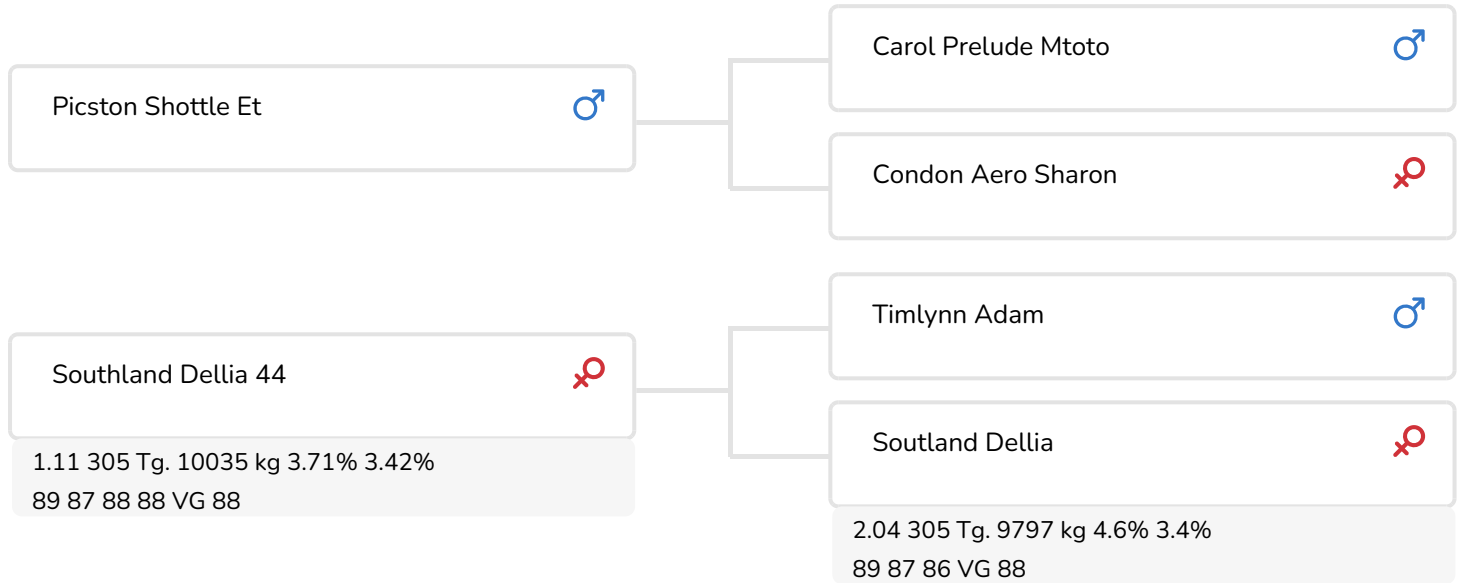 Picston Shottle Et
Southland Dellia 44
1.11 305 Tg. 10035 kg 3.71% 3.42%
89 87 88 88 VG 88
Carol Prelude Mtoto
Condon Aero Sharon
Timlynn Adam
Soutland Dellia
2.04 305 Tg. 9797 kg 4.6% 3.4%
89 87 86 VG 88